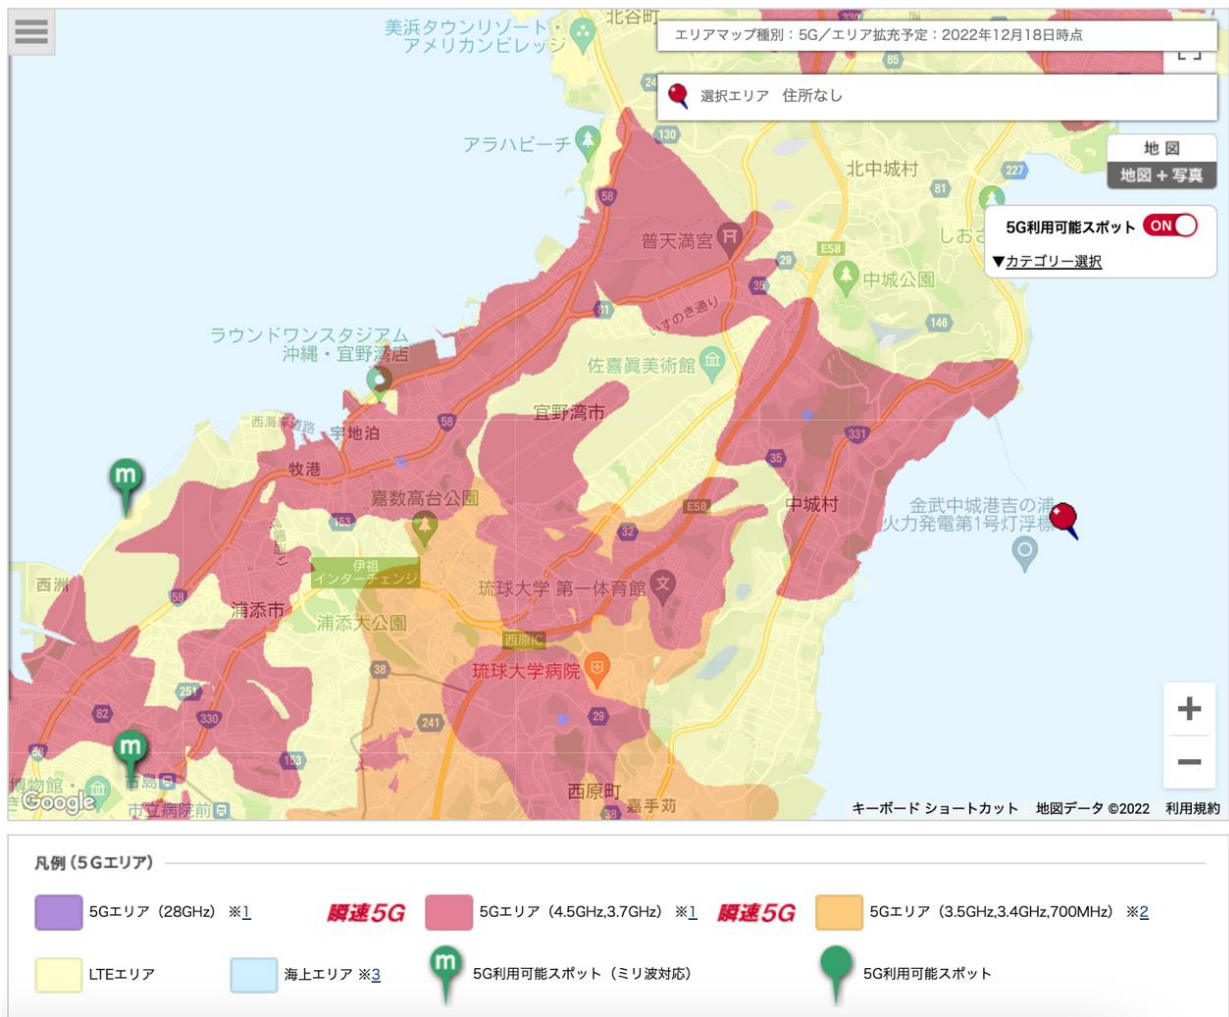 美浜タウンリゾート・
アメリカンビレッジ
北谷町
330
エリアマップ種別：5G／エリア拡充予定：2022年12月18日時点
85
24
選択エリア　住所なし
130
アラハビーチ
北中城村
227
81
地図
地図＋写真
58
5G利用可能スポット ON
▼カテゴリー選択
しおさ
普天満宮
E58
29
中城公園
35
81
いすのき通り
146
ラウンドワンスタジアム
沖縄・宜野湾店
佐喜眞美術館
宜野湾市
西海岸道路
宇地泊
58
331
牧港
35
嘉数高台公園
E58
中城村
金武中城港吉の浦
火力発電第1号灯浮標
153
32
伊祖
インターチェンジ
西洲
琉球大学 第一体育館
58
浦添市
浦添大公園
西原IC
琉球大学病院
38
251
82
330
241
29
153
古島
博物館・
西原町
嘉手苅
38
Google
市立病院前
キーボード ショートカット　地図データ ©2022　利用規約
凡例（5Gエリア）
5Gエリア（28GHz） ※1　瞬速5G　5Gエリア（4.5GHz,3.7GHz） ※1　瞬速5G　5Gエリア（3.5GHz,3.4GHz,700MHz） ※2
LTEエリア　海上エリア ※3　m　5G利用可能スポット（ミリ波対応）　5G利用可能スポット